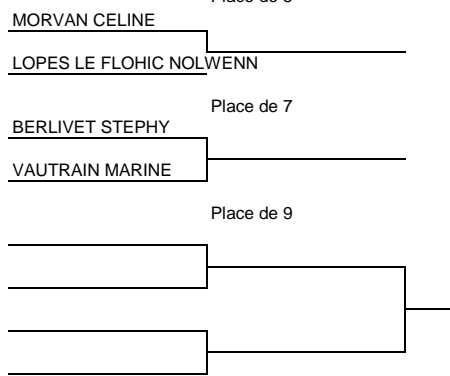 MORVAN CELINE
LOPES LE FLOHIC NOLWENN
Place de 7
BERLIVET STEPHY
VAUTRAIN MARINE
Place de 9